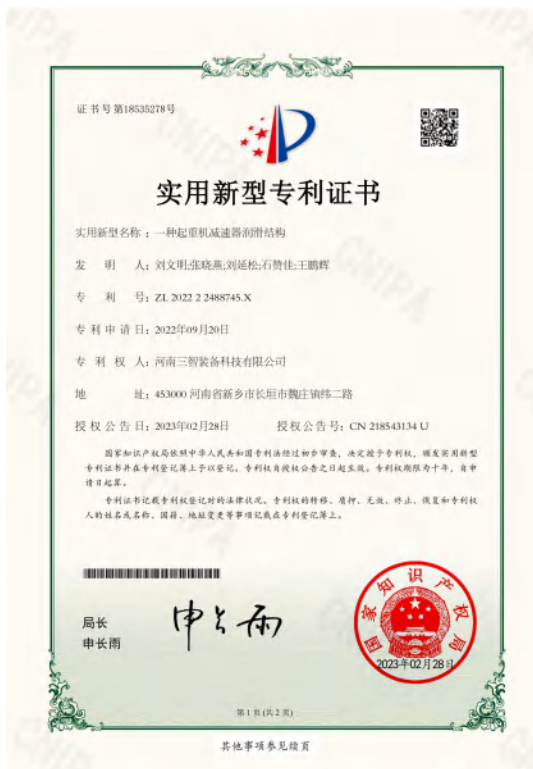 证书号第18535278号
实用新型专利证书
实用新型名称：一种起重机减速器润滑结构
发明人：刘文明;张晓燕;刘延松;石赞佳;王鹏辉
专利号：ZL 2022 2 2488745.X
专利申请日：2022年09月20日
专利权人：河南三智装备科技有限公司
地址：453000 河南省新乡市长垣市魏庄镇纬二路
授权公告日：2023年02月28日 授权公告号：CN 218543134 U
国家知识产权局依照中华人民共和国专利法经过初步审查，决定授予专利权，颁发实用新型
专利证书并在专利登记簿上予以登记。专利权自授权公告之日起生效。专利权期限为十年，自申
请日起算。
专利证书记载专利权登记时的法律状况。专利权的转移、质押、无效、终止、恢复和专利权
人的姓名或名称、国籍、地址变更等事项记载在专利登记簿上。
局长
申长雨
申长雨
国家知识产权局
2023年02月28日
第1页(共2页)
其他事项参见续页
CNIPA